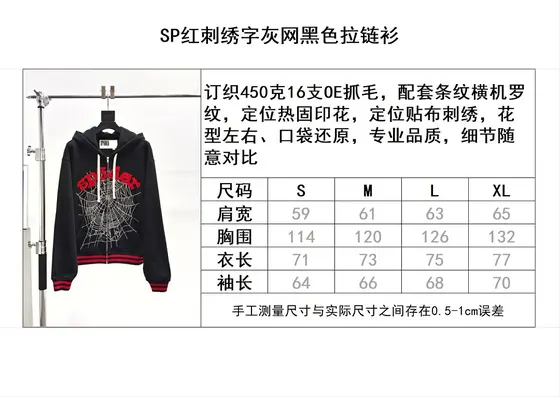 SP红刺绣字灰网黑色拉链衫
订织450克16支OE抓毛，配套条纹横机罗
纹，定位热固印花，定位贴布刺绣，花
型左右、口袋还原，专业品质，细节随
意对比
尺码 S M L XL
肩宽 59 61 63 65
胸围 114 120 126 132
衣长 71 73 75 77
袖长 64 66 68 70
手工测量尺寸与实际尺寸之间存在0.5-1cm误差